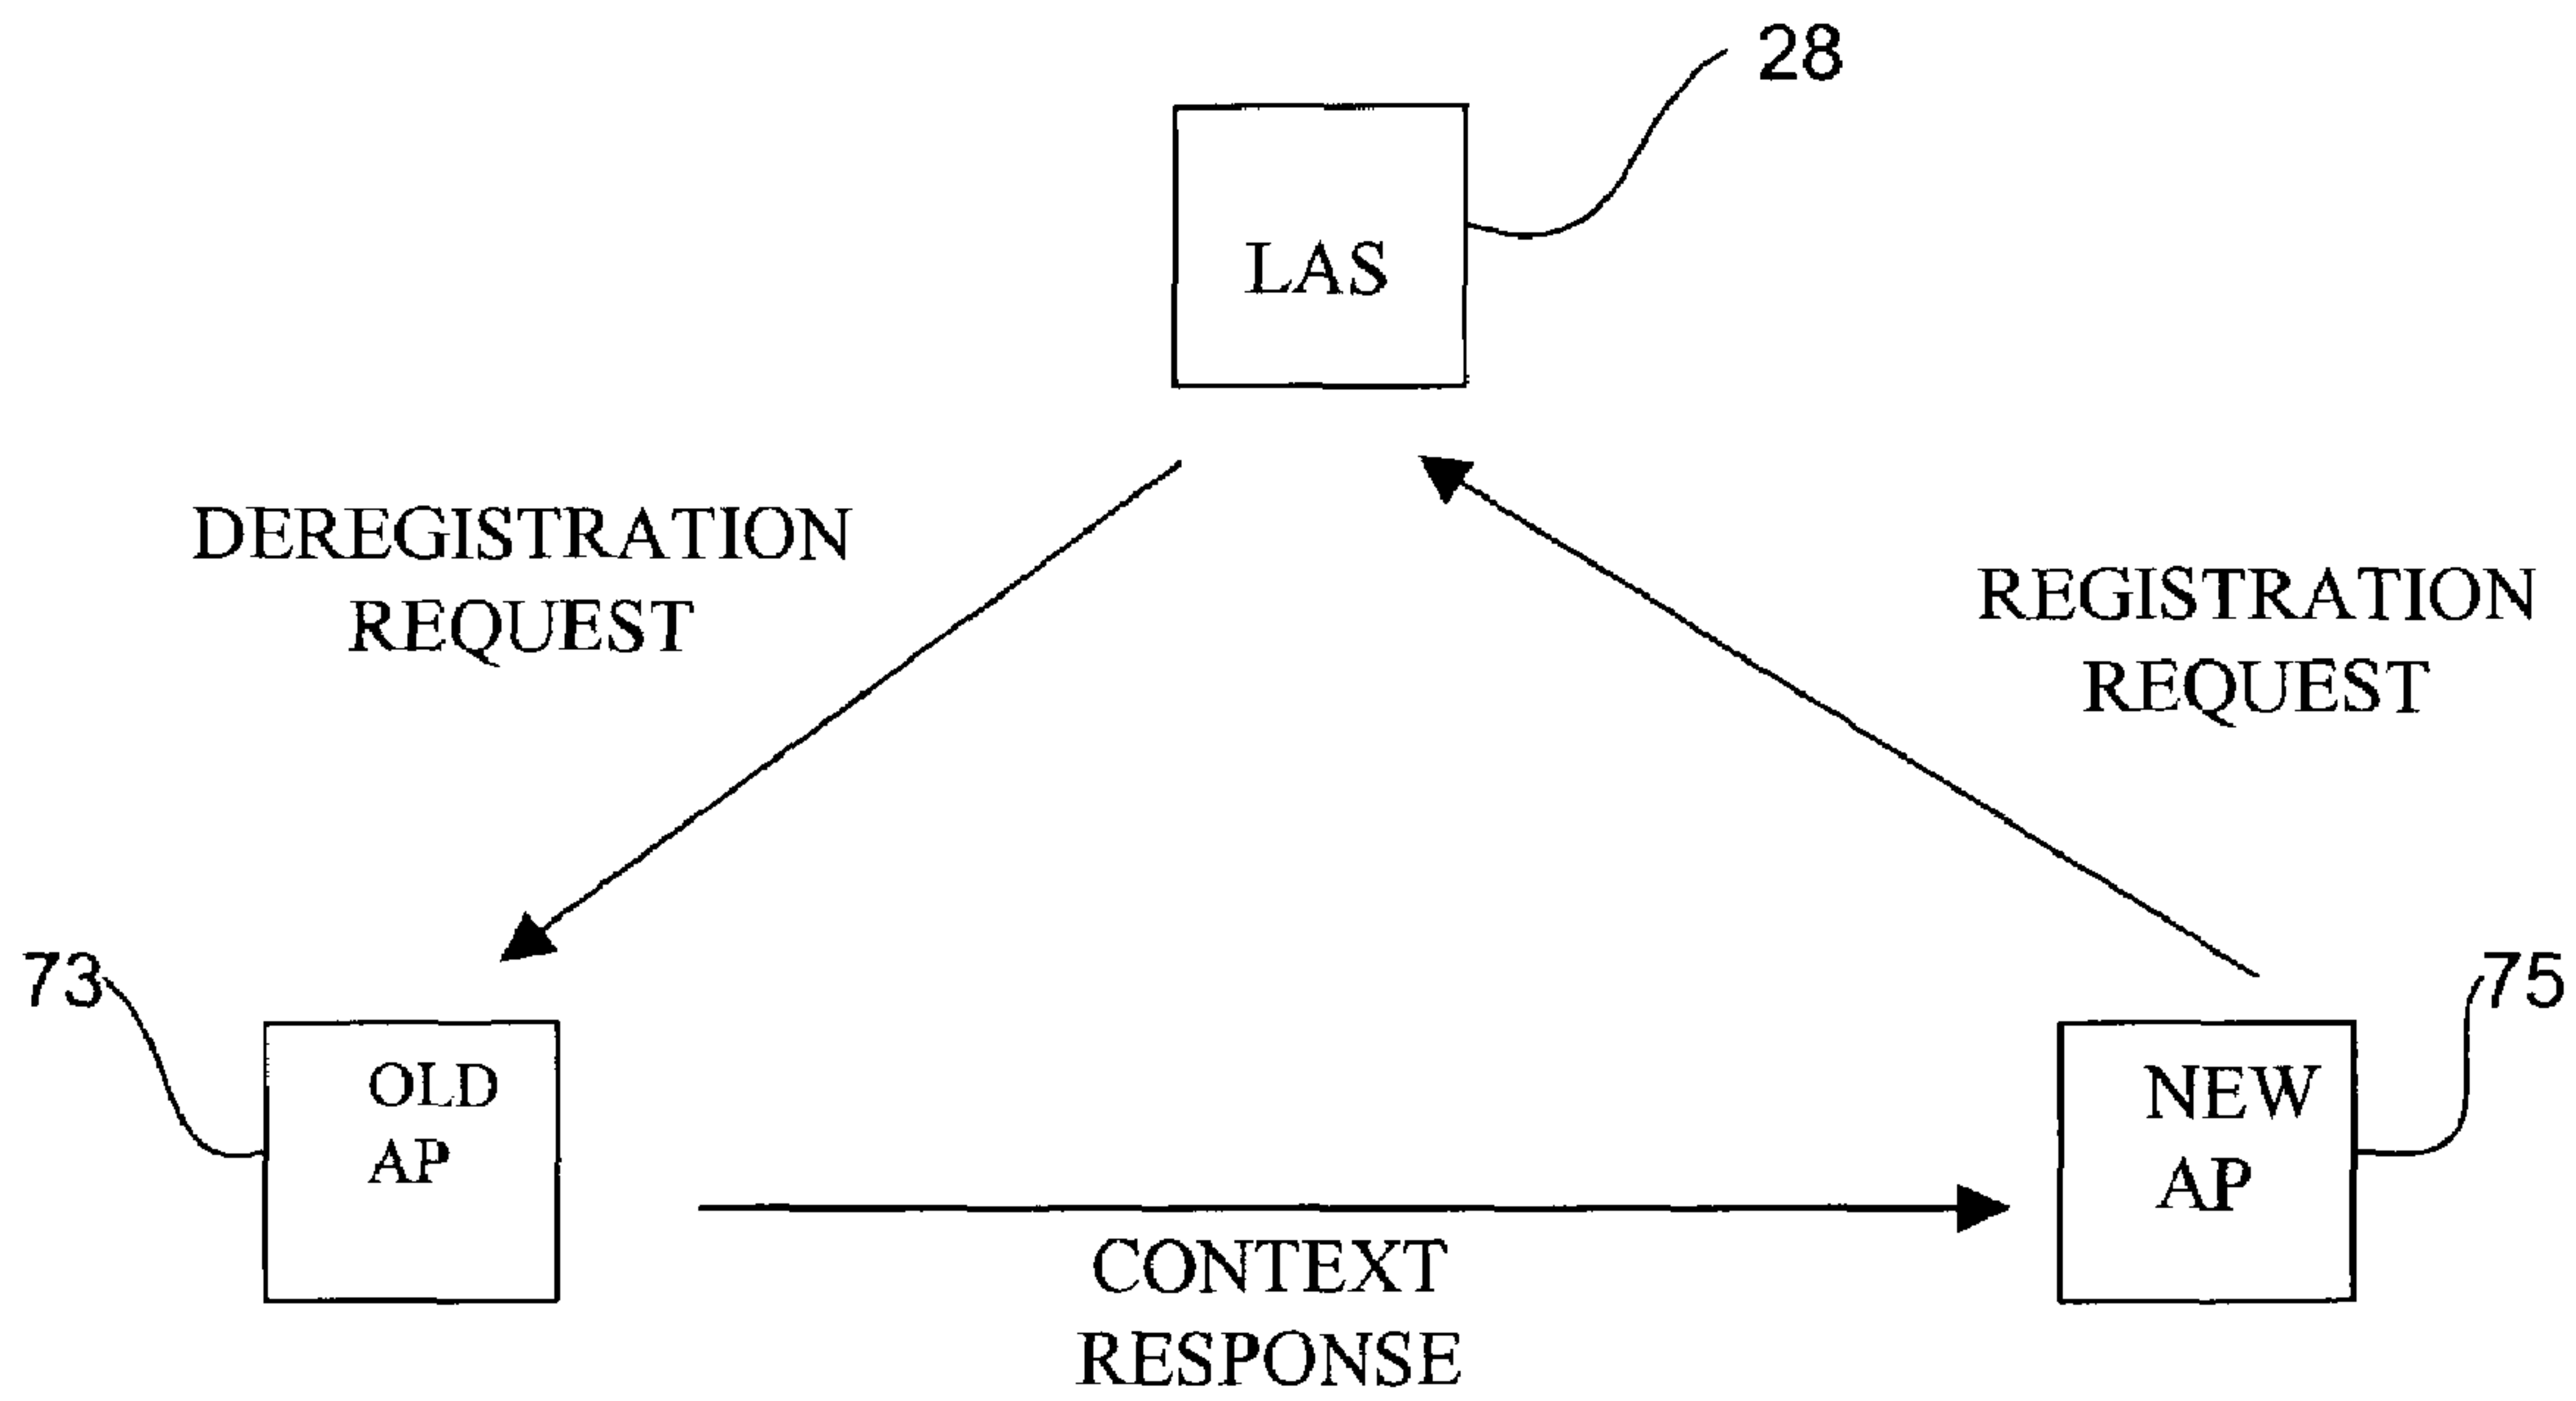 28
LAS
DEREGISTRATION
REQUEST
REGISTRATION
REQUEST
73
75
OLD
AP
NEW
AP
CONTEXT
RESPONSE